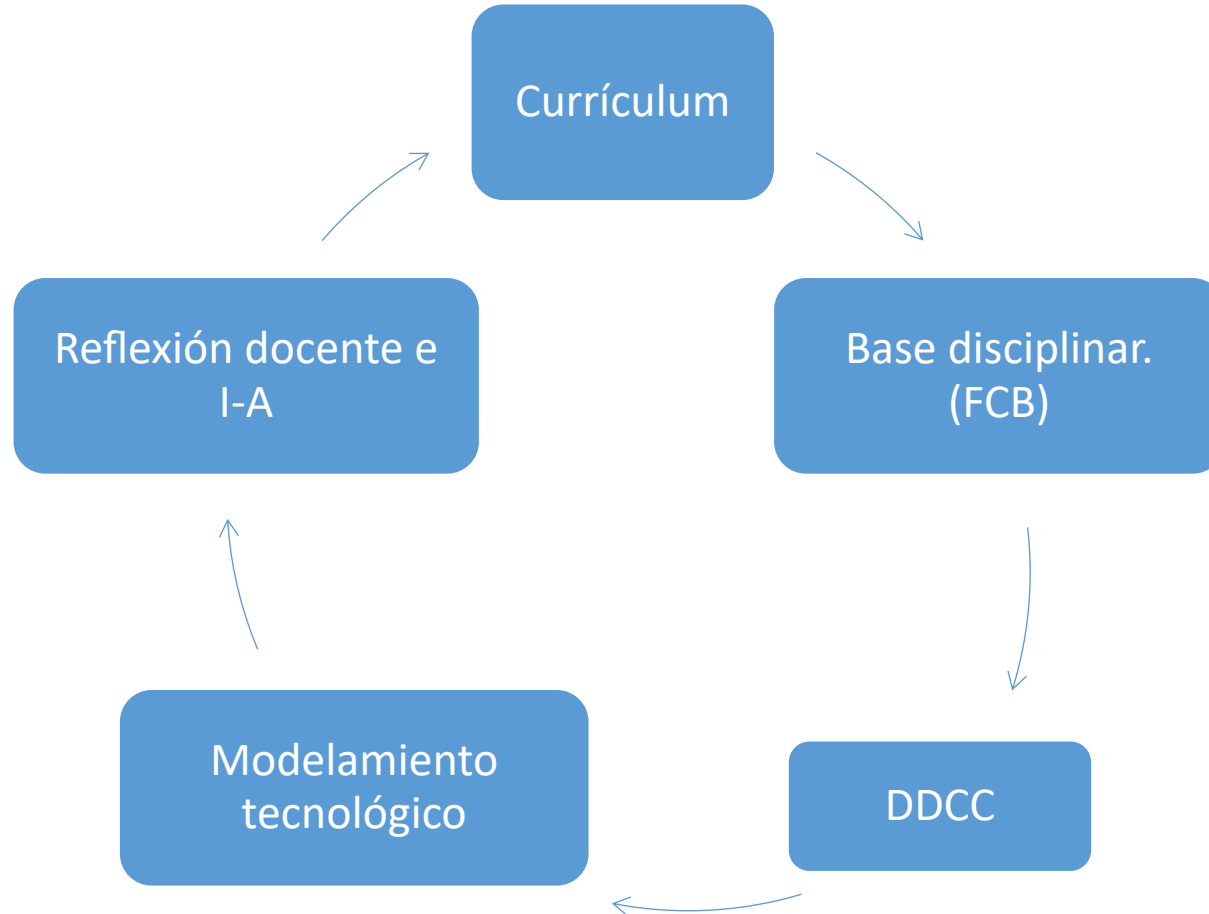 Currículum
Base disciplinar.
(FCB)
DDCC
Modelamiento
tecnológico
Reflexión docente e
I-A